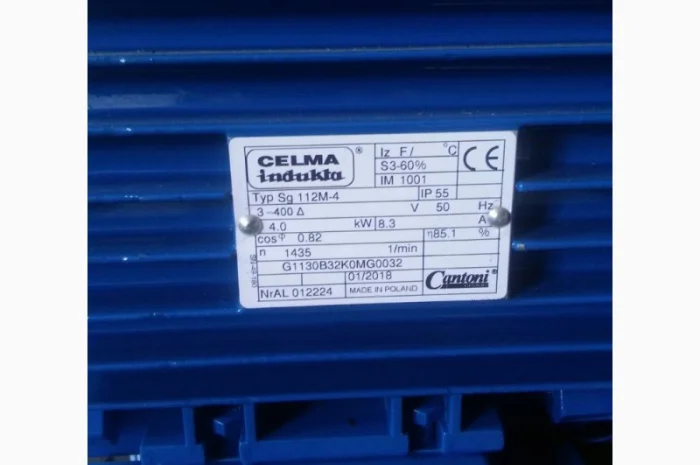 CELMA ®
indukta
Iz F/ °C
S3-60%
IM 1001
CE
Typ Sg 112M-4 IP 55
3~400 Δ V 50 Hz
4.0 kW 8.3 A
cosφ 0.82 η85.1 %
n 1435 1/min
G1130B32K0MG0032
01/2018
NrAL 012224 MADE IN POLAND
Cantoni ®